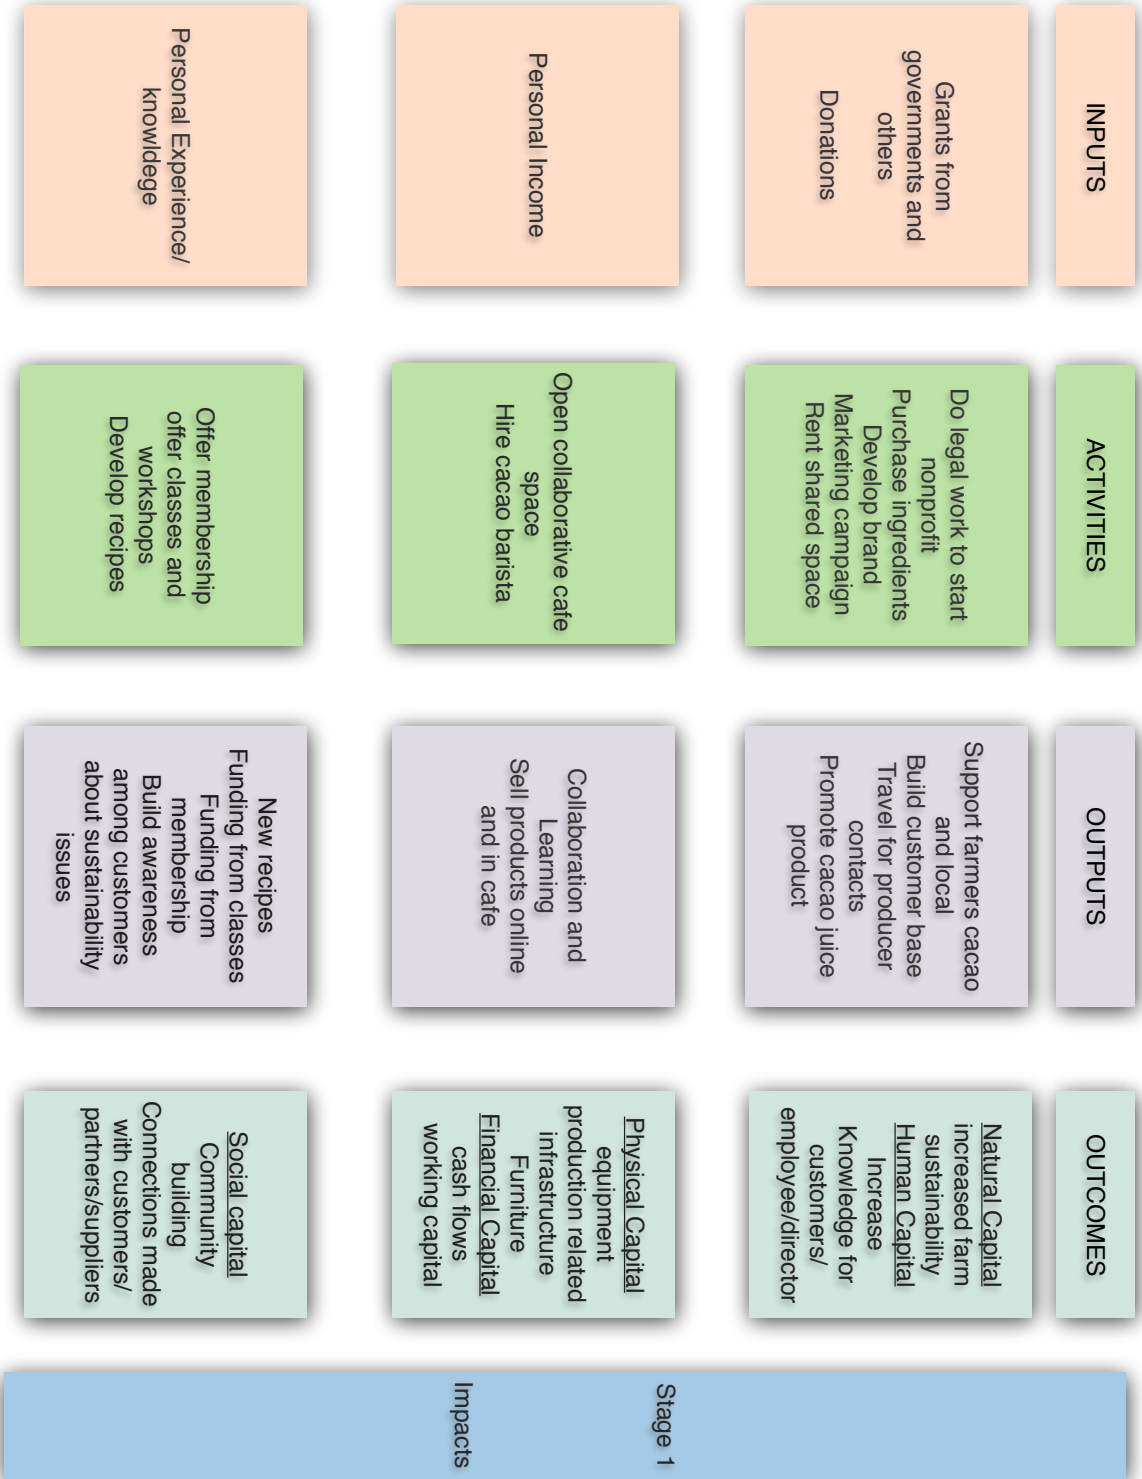 INPUTS
Grants from
governments and
others
Donations
Personal Income
Personal Experience/
knowldege
ACTIVITIES
Do legal work to start
nonprofit
Purchase ingredients
Develop brand
Marketing campaign
Rent shared space
Open collaborative cafe
space
Hire cacao barista
Offer membership
offer classes and
workshops
Develop recipes
OUTPUTS
Support farmers cacao
and local
Build customer base
Travel for producer
contacts
Promote cacao juice
product
Collaboration and
Learning
Sell products online
and in cafe
New recipes
Funding from classes
Funding from
membership
Build awareness
among customers
about sustainability
issues
OUTCOMES
Natural Capital
increased farm
sustainability
Human Capital
Increase
Knowledge for
customers/
employee/director
Physical Capital
equipment
production related
infrastructure
Furniture
Financial Capital
cash flows
working capital
Social capital
Community
building
Connections made
with customers/
partners/suppliers
Stage 1
Impacts